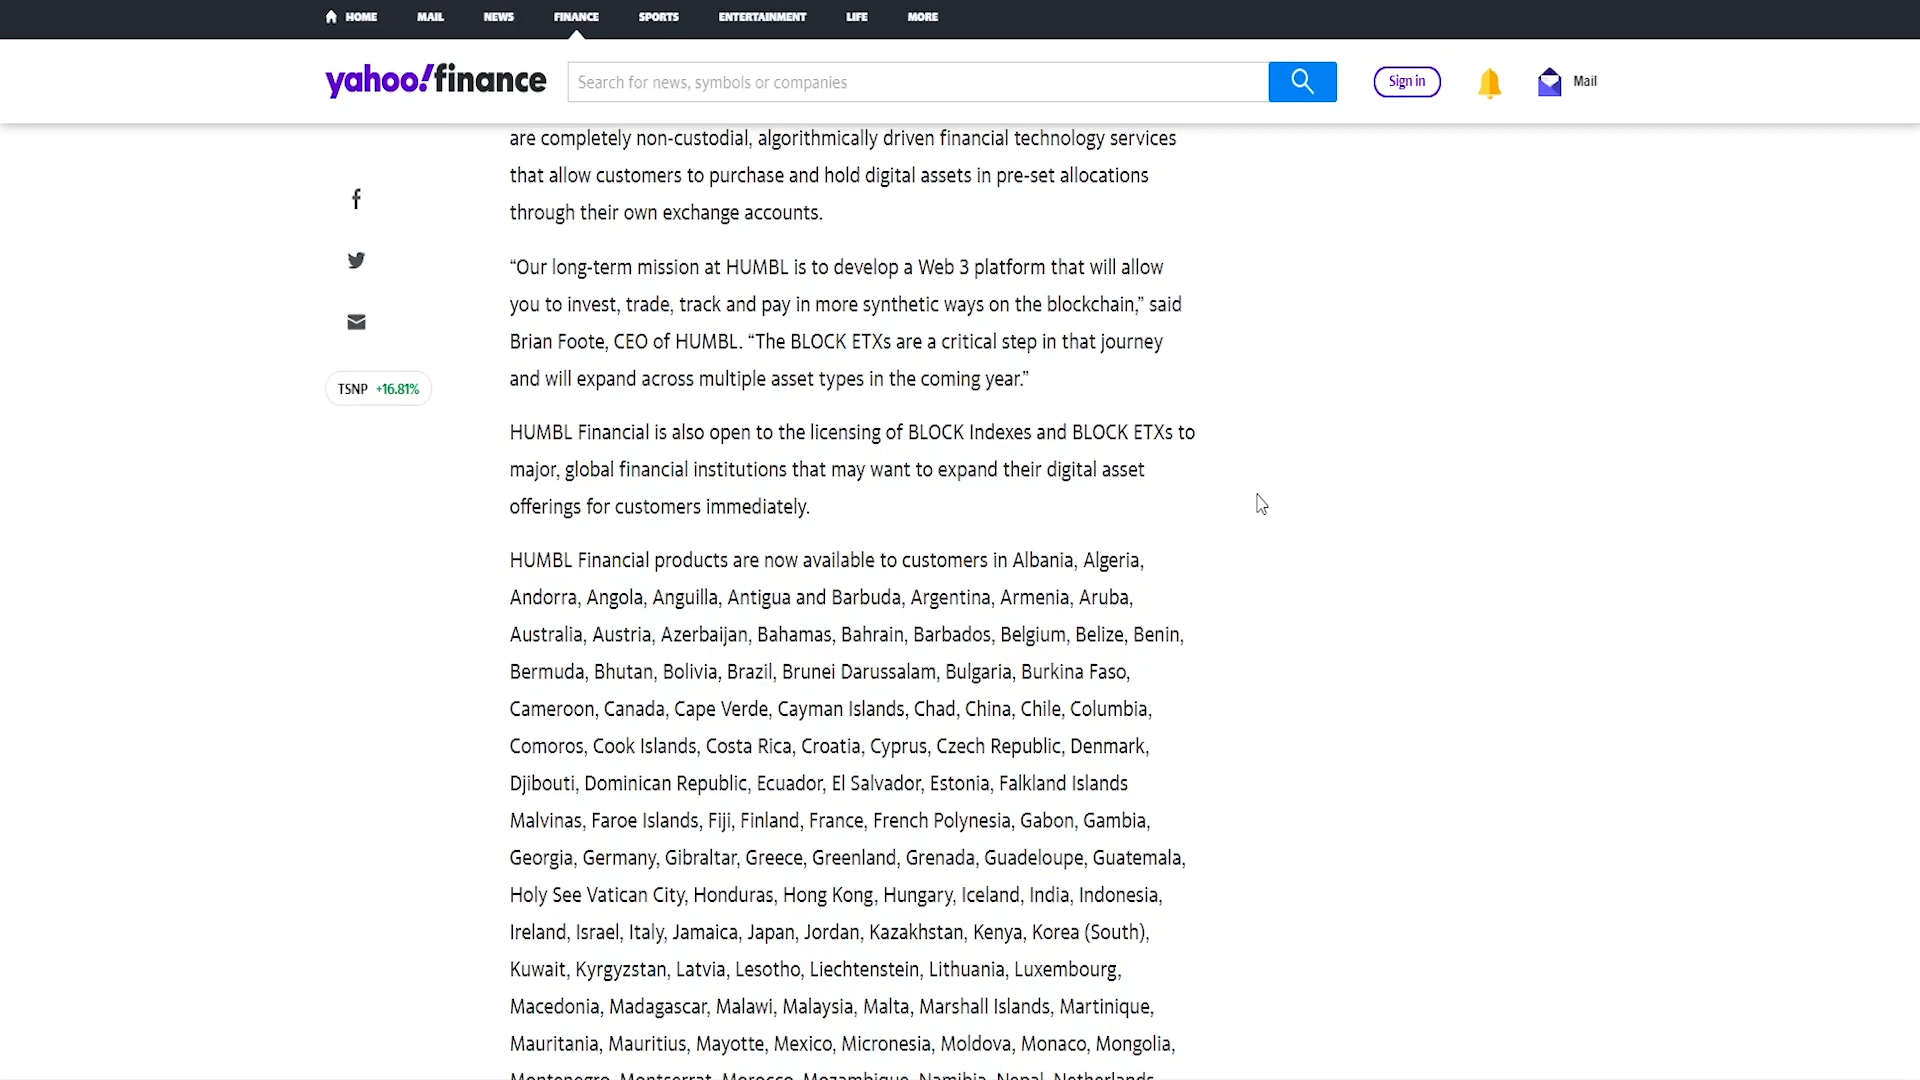 HOME MAIL NEWS FINANCE SPORTS ENTERTAINMENT LIFE MORE
yahoo!finance Search for news, symbols or companies Sign in Mail
are completely non-custodial, algorithmically driven financial technology services
that allow customers to purchase and hold digital assets in pre-set allocations
through their own exchange accounts.
“Our long-term mission at HUMBL is to develop a Web 3 platform that will allow
you to invest, trade, track and pay in more synthetic ways on the blockchain,” said
Brian Foote, CEO of HUMBL. “The BLOCK ETXs are a critical step in that journey
and will expand across multiple asset types in the coming year.”
TSNP +16.81%
HUMBL Financial is also open to the licensing of BLOCK Indexes and BLOCK ETXs to
major, global financial institutions that may want to expand their digital asset
offerings for customers immediately.
HUMBL Financial products are now available to customers in Albania, Algeria,
Andorra, Angola, Anguilla, Antigua and Barbuda, Argentina, Armenia, Aruba,
Australia, Austria, Azerbaijan, Bahamas, Bahrain, Barbados, Belgium, Belize, Benin,
Bermuda, Bhutan, Bolivia, Brazil, Brunei Darussalam, Bulgaria, Burkina Faso,
Cameroon, Canada, Cape Verde, Cayman Islands, Chad, China, Chile, Columbia,
Comoros, Cook Islands, Costa Rica, Croatia, Cyprus, Czech Republic, Denmark,
Djibouti, Dominican Republic, Ecuador, El Salvador, Estonia, Falkland Islands
Malvinas, Faroe Islands, Fiji, Finland, France, French Polynesia, Gabon, Gambia,
Georgia, Germany, Gibraltar, Greece, Greenland, Grenada, Guadeloupe, Guatemala,
Holy See Vatican City, Honduras, Hong Kong, Hungary, Iceland, India, Indonesia,
Ireland, Israel, Italy, Jamaica, Japan, Jordan, Kazakhstan, Kenya, Korea (South),
Kuwait, Kyrgyzstan, Latvia, Lesotho, Liechtenstein, Lithuania, Luxembourg,
Macedonia, Madagascar, Malawi, Malaysia, Malta, Marshall Islands, Martinique,
Mauritania, Mauritius, Mayotte, Mexico, Micronesia, Moldova, Monaco, Mongolia,
Montenegro, Montserrat, Morocco, Mozambique, Namibia, Nepal, Netherlands